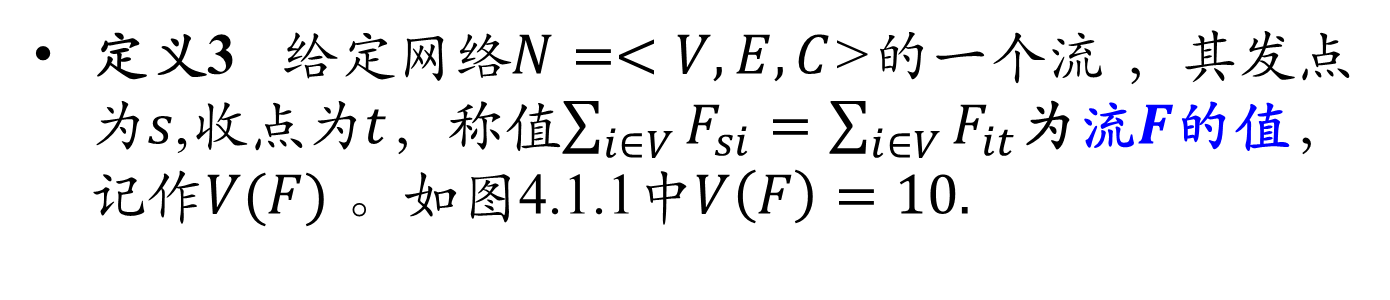 • 定义3 给定网络N =< V, E, C>的一个流 ，其发点
为s,收点为t，称值∑_{i∈V} F_{si} = ∑_{i∈V} F_{it}为流F的值，
记作V(F) 。如图4.1.1中V(F) = 10.